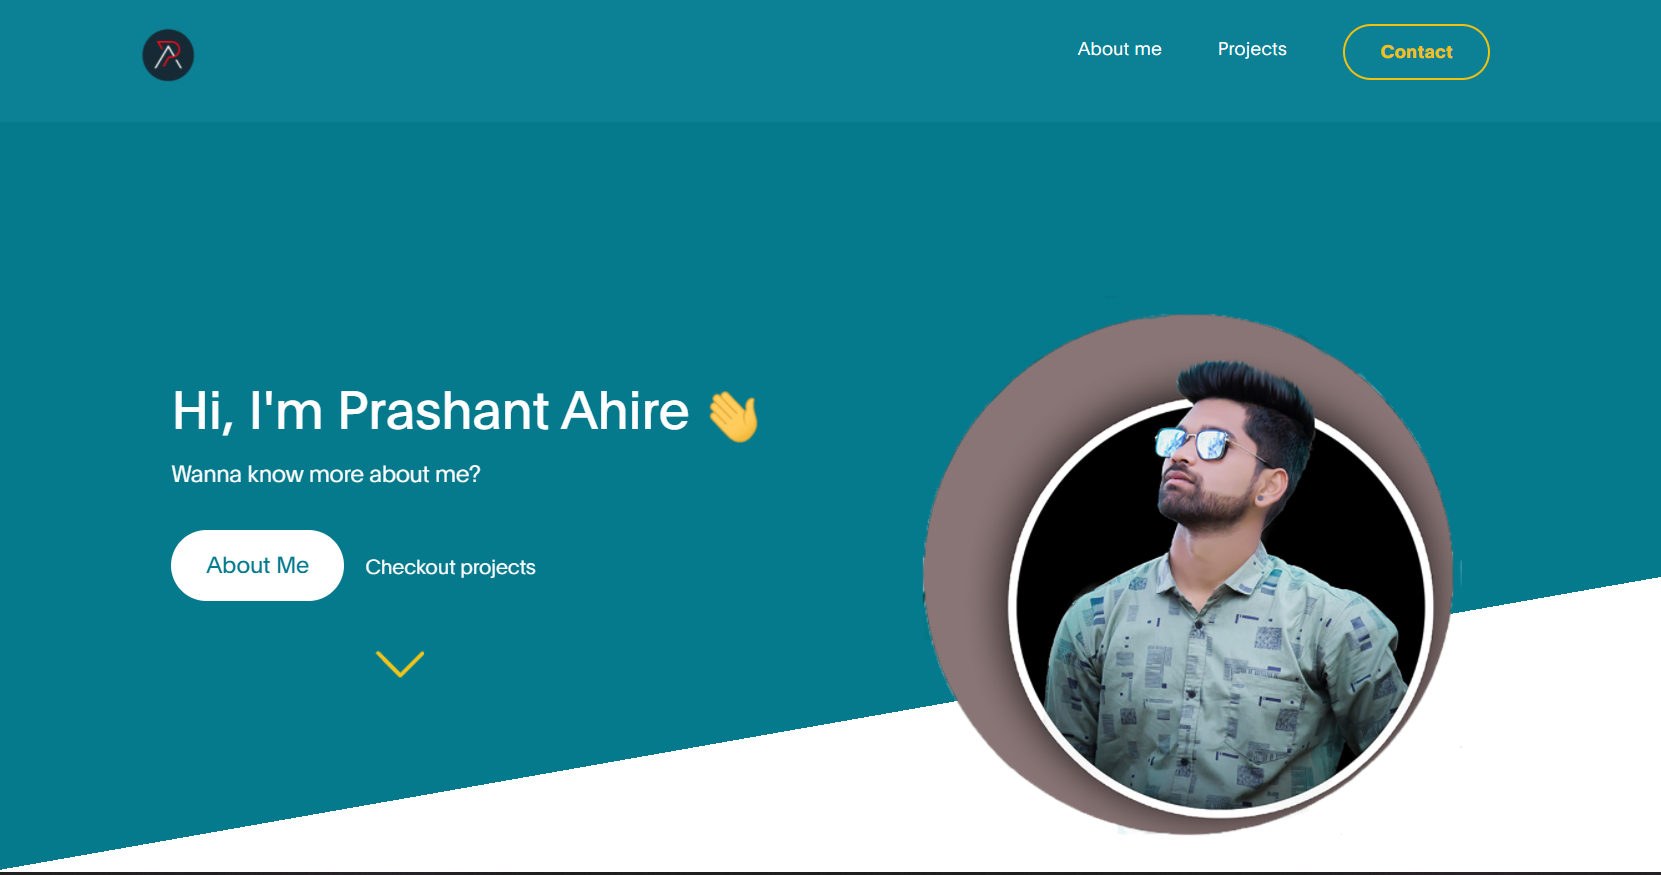 About me
Projects
Contact
Hi, I'm Prashant Ahire 👋
Wanna know more about me?
About Me
Checkout projects